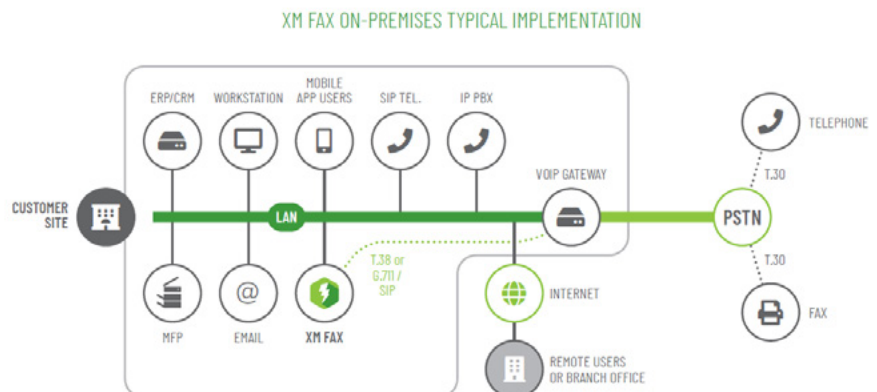 XM FAX ON-PREMISES TYPICAL IMPLEMENTATION
ERP/CRM
WORKSTATION
MOBILE
APP USERS
SIP TEL.
IP PBX
TELEPHONE
T.30
VOIP GATEWAY
CUSTOMER
SITE
LAN
PSTN
T.38 or
G.711 /
SIP
T.30
@
INTERNET
MFP
EMAIL
XM FAX
FAX
REMOTE USERS
OR BRANCH OFFICE